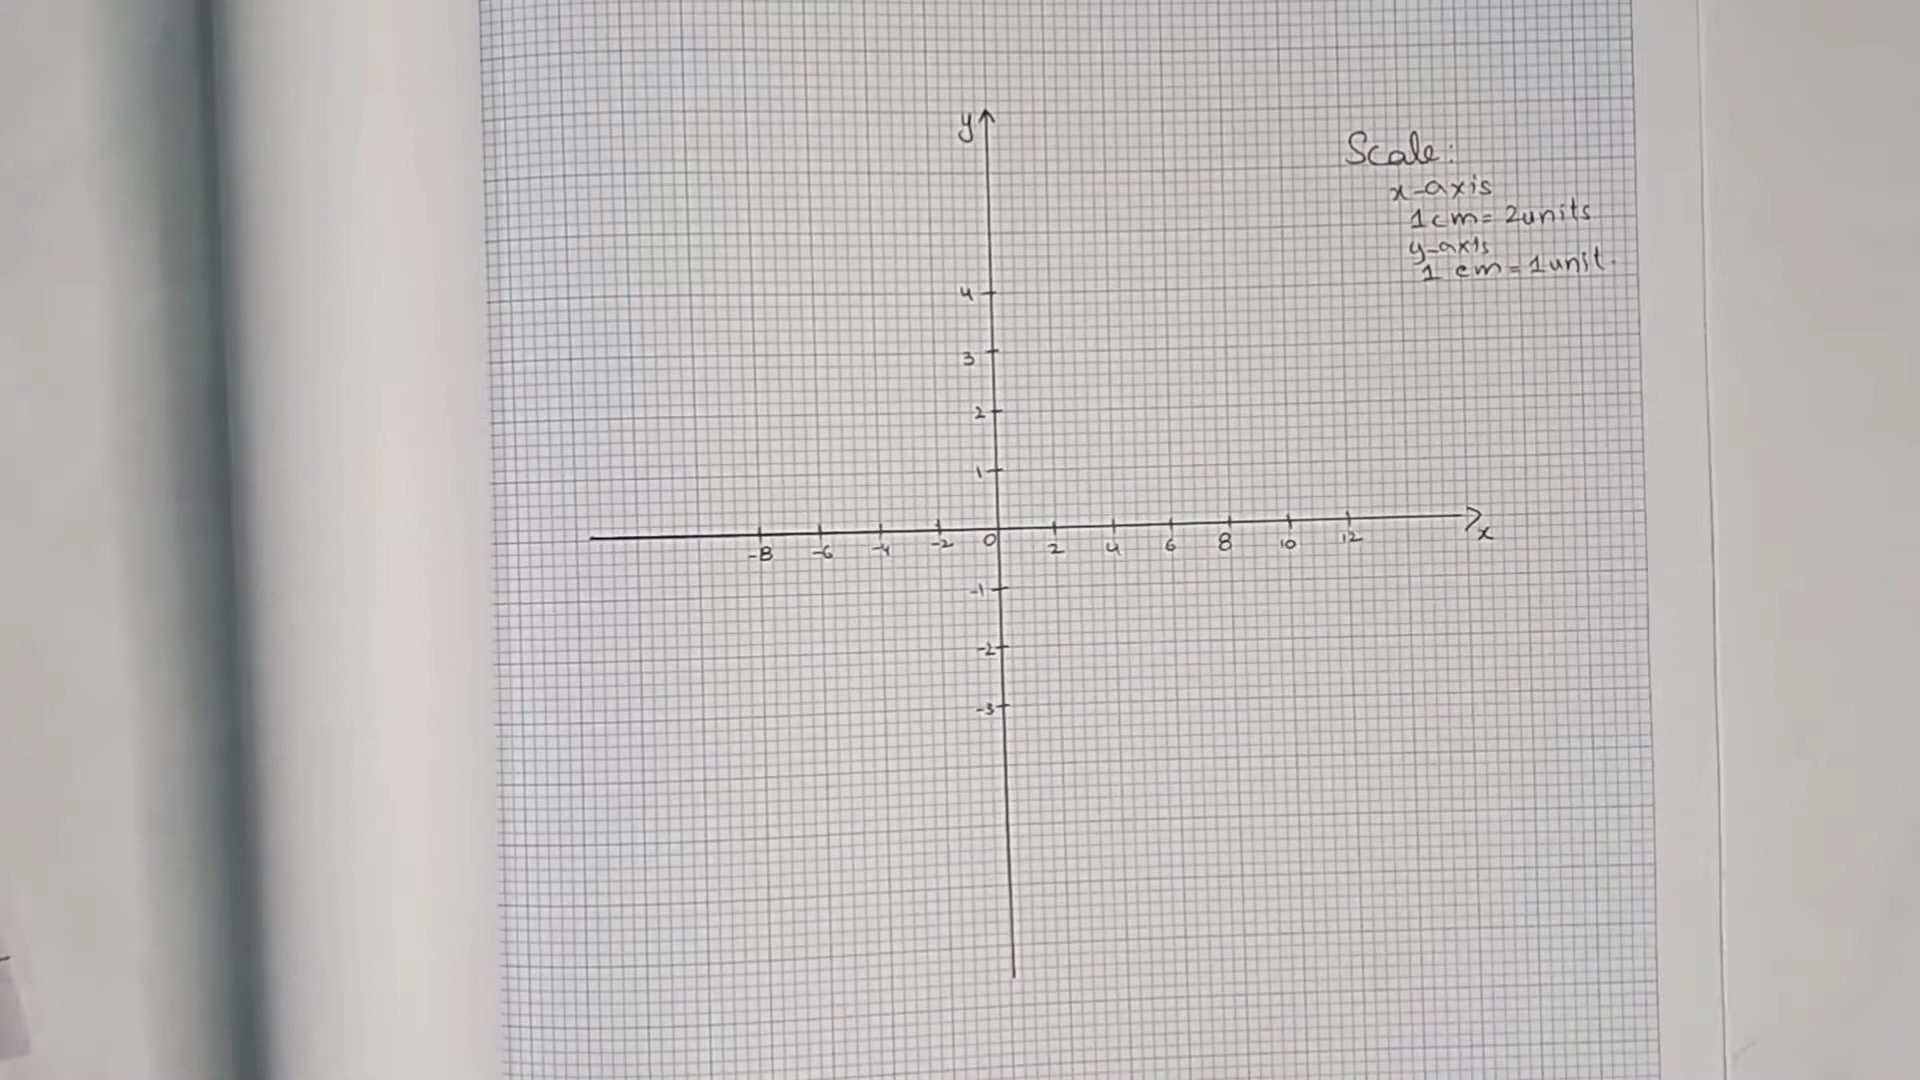 y
Scale:
x-axis
1cm = 2units
y-axis
1 cm = 1unit.
4
3
2
1
-8 -6 -4 -2 0 2 4 6 8 10 12 x
-1
-2
-3